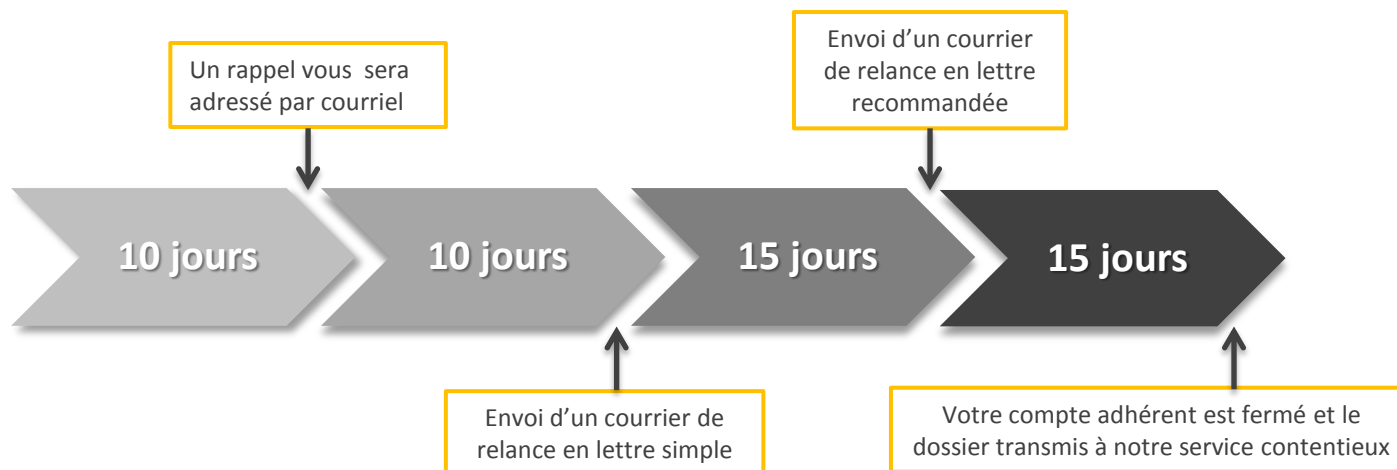 Un rappel vous sera
adressé par courriel
Envoi d’un courrier
de relance en lettre
recommandée
10 jours
10 jours
15 jours
15 jours
Envoi d’un courrier de
relance en lettre simple
Votre compte adhérent est fermé et le
dossier transmis à notre service contentieux